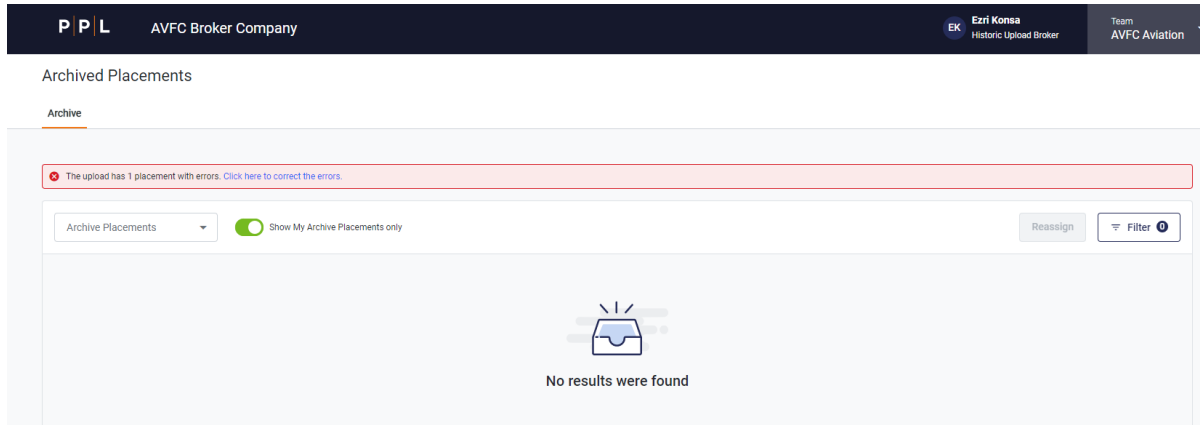 P|P|L
AVFC Broker Company
EK
Ezri Konsa
Historic Upload Broker
Team
AVFC Aviation
Archived Placements
Archive
The upload has 1 placement with errors. Click here to correct the errors.
Archive Placements
Show My Archive Placements only
Reassign
Filter 0
No results were found